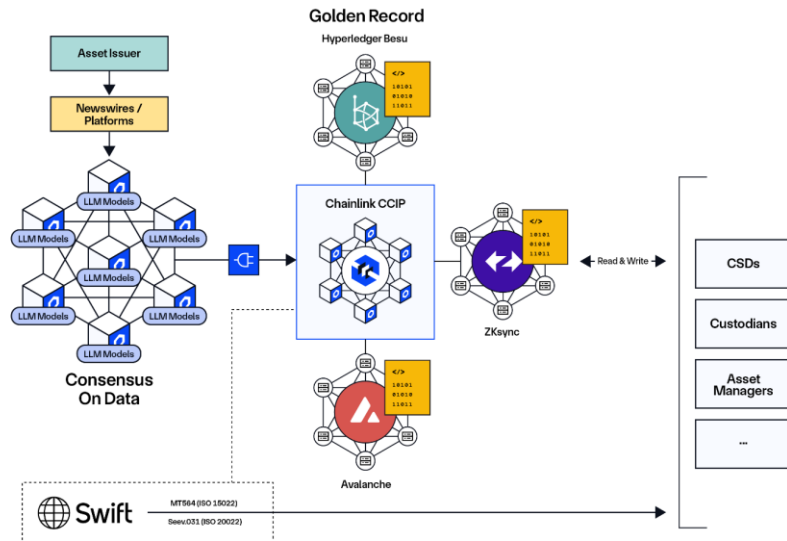 Golden Record
Hyperledger Besu
Asset Issuer
</>
10101
01010
11011
Newswires /
Platforms
LLM Models
LLM Models
LLM Models
LLM Models
LLM Models
LLM Models
LLM Models
Consensus
On Data
Chainlink CCIP
</>
10101
01010
11011
ZKsync
Read & Write
CSDs
Custodians
Asset
Managers
...
</>
10101
01010
11011
Avalanche
Swift
MT564 (ISO 15022)
Seev.031 (ISO 20022)